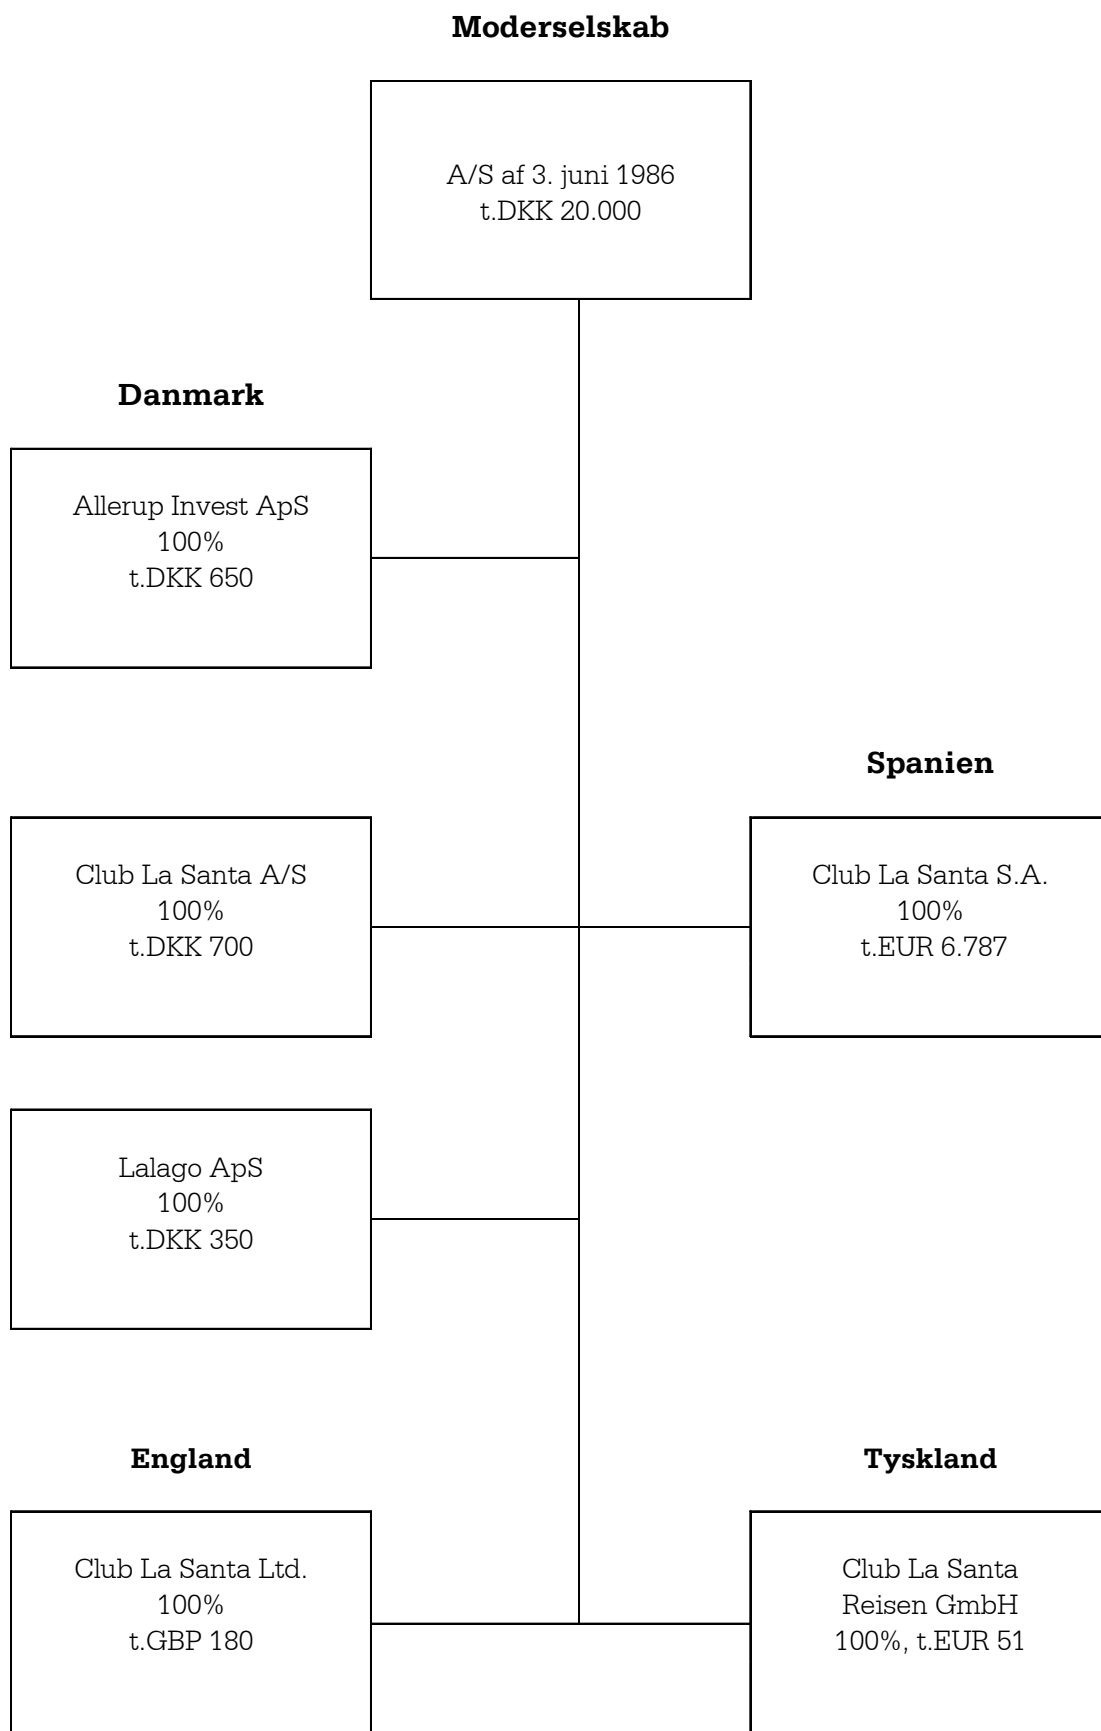 Moderselskab
A/S af 3. juni 1986
t.DKK 20.000
Danmark
Allerup Invest ApS
100%
t.DKK 650
Spanien
Club La Santa A/S
100%
t.DKK 700
Club La Santa S.A.
100%
t.EUR 6.787
Lalago ApS
100%
t.DKK 350
England
Tyskland
Club La Santa Ltd.
100%
t.GBP 180
Club La Santa
Reisen GmbH
100%, t.EUR 51